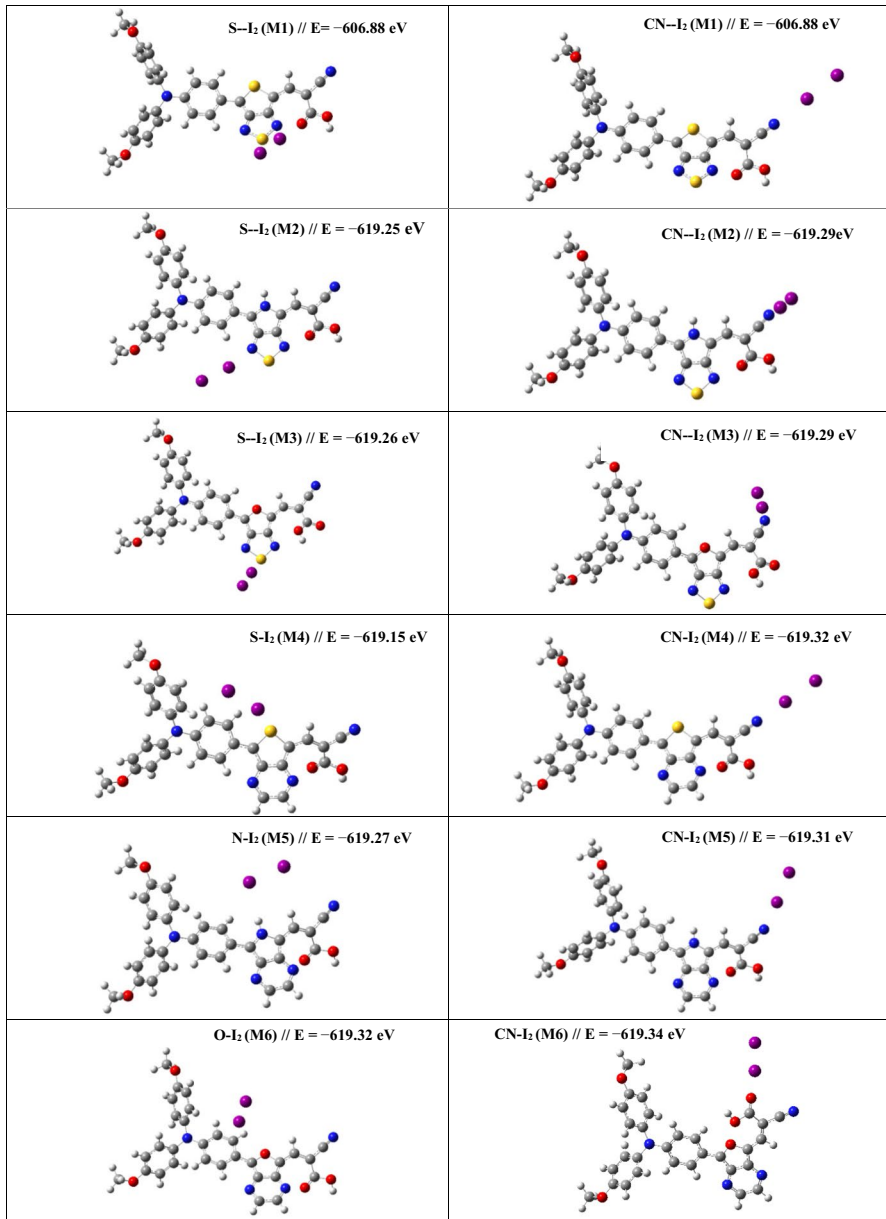 S--I₂ (M1) // E= −606.88 eV
CN--I₂ (M1) // E= −606.88 eV
S--I₂ (M2) // E = −619.25 eV
CN--I₂ (M2) // E = −619.29eV
S--I₂ (M3) // E = −619.26 eV
CN--I₂ (M3) // E = −619.29 eV
S-I₂ (M4) // E = −619.15 eV
CN-I₂ (M4) // E = −619.32 eV
N-I₂ (M5) // E = −619.27 eV
CN-I₂ (M5) // E = −619.31 eV
O-I₂ (M6) // E = −619.32 eV
CN-I₂ (M6) // E = −619.34 eV